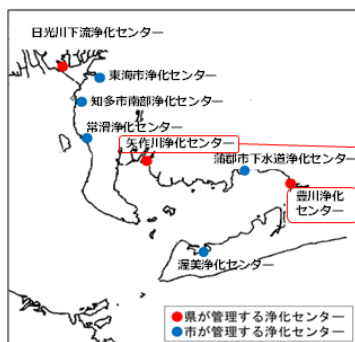 日光川下流浄化センター
東海市浄化センター
知多市南部浄化センター
常滑浄化センター
矢作川浄化センター
蒲郡市下水道浄化センター
豊川浄化
センター
渥美浄化センター
●県が管理する浄化センター
●市が管理する浄化センター